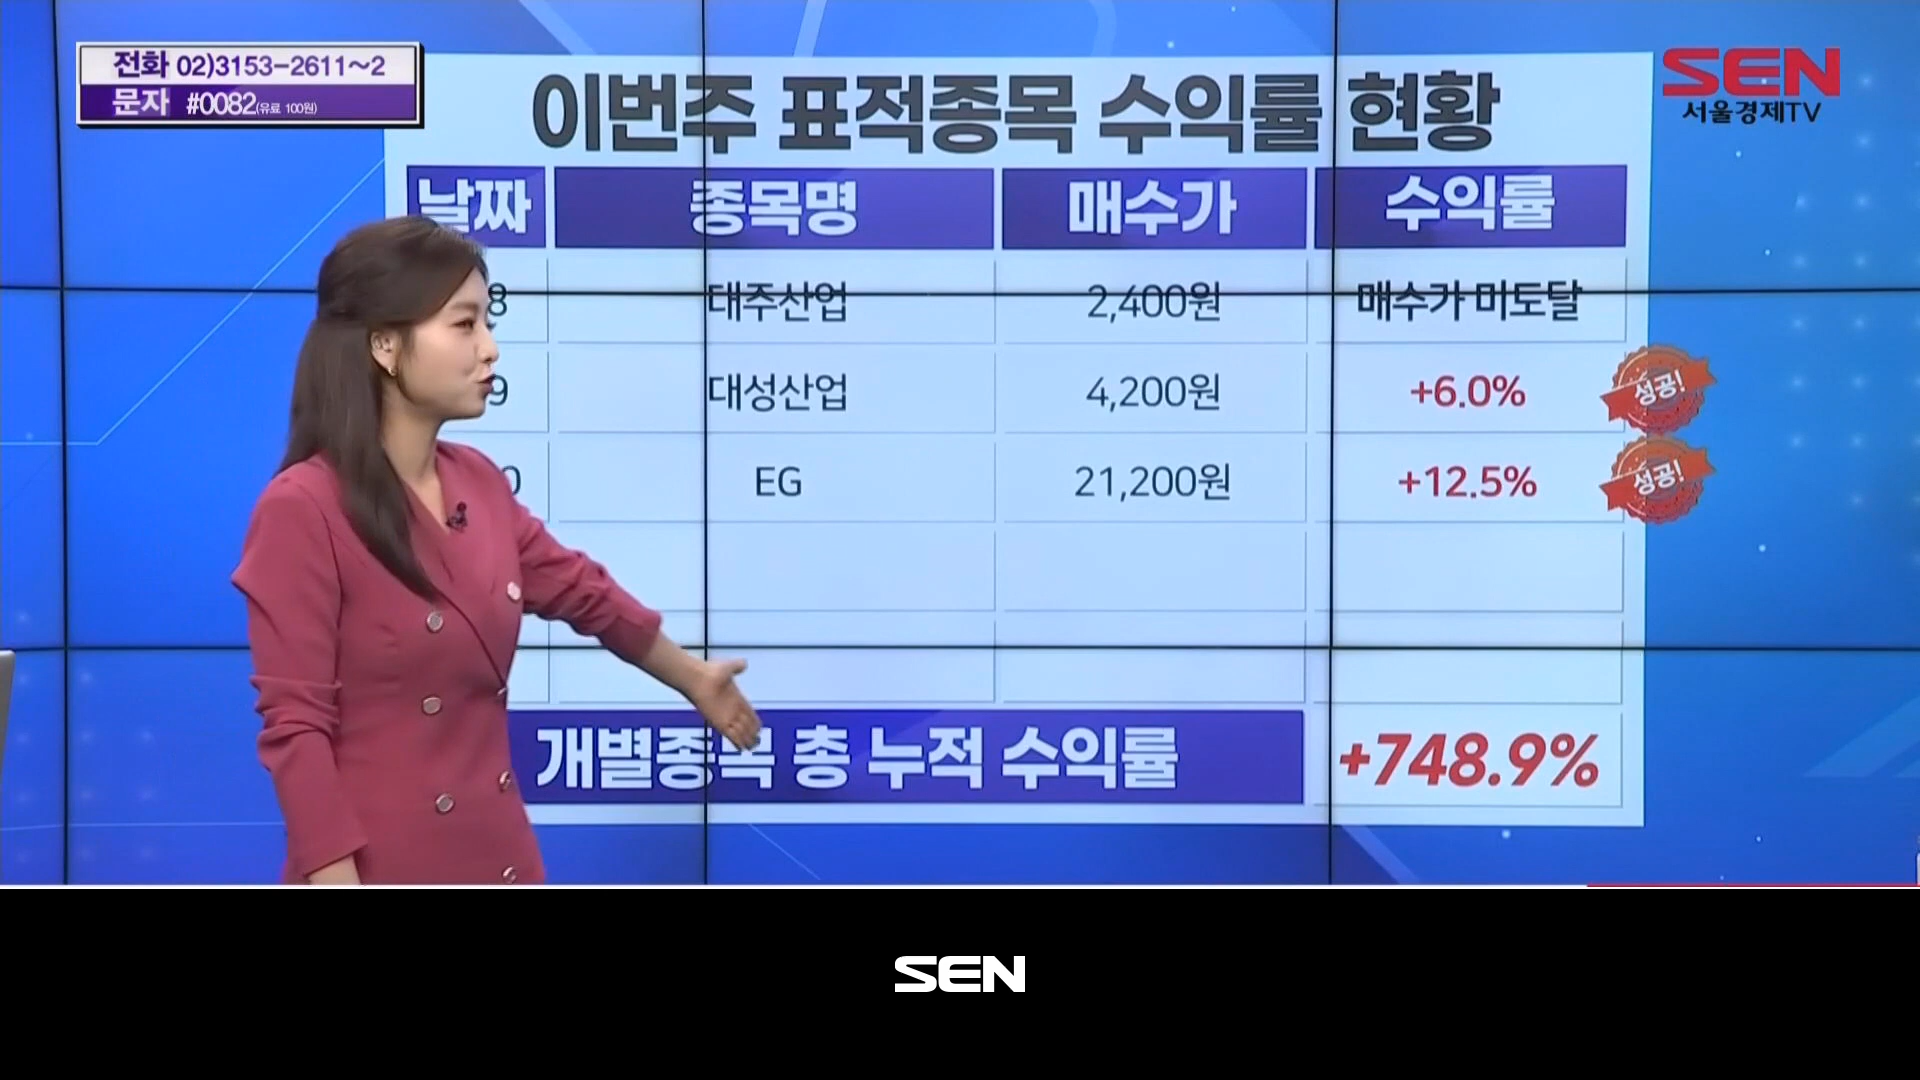 전화 02)3153-2611~2
문자 #0082(유료 100원)
SEN
서울경제TV
이번주 표적종목 수익률 현황
날짜 종목명 매수가 수익률
8 대주산업 2,400원 매수가 미도달
9 대성산업 4,200원 +6.0% 성공!
0 EG 21,200원 +12.5% 성공!
개별종목 총 누적 수익률 +748.9%
SEN